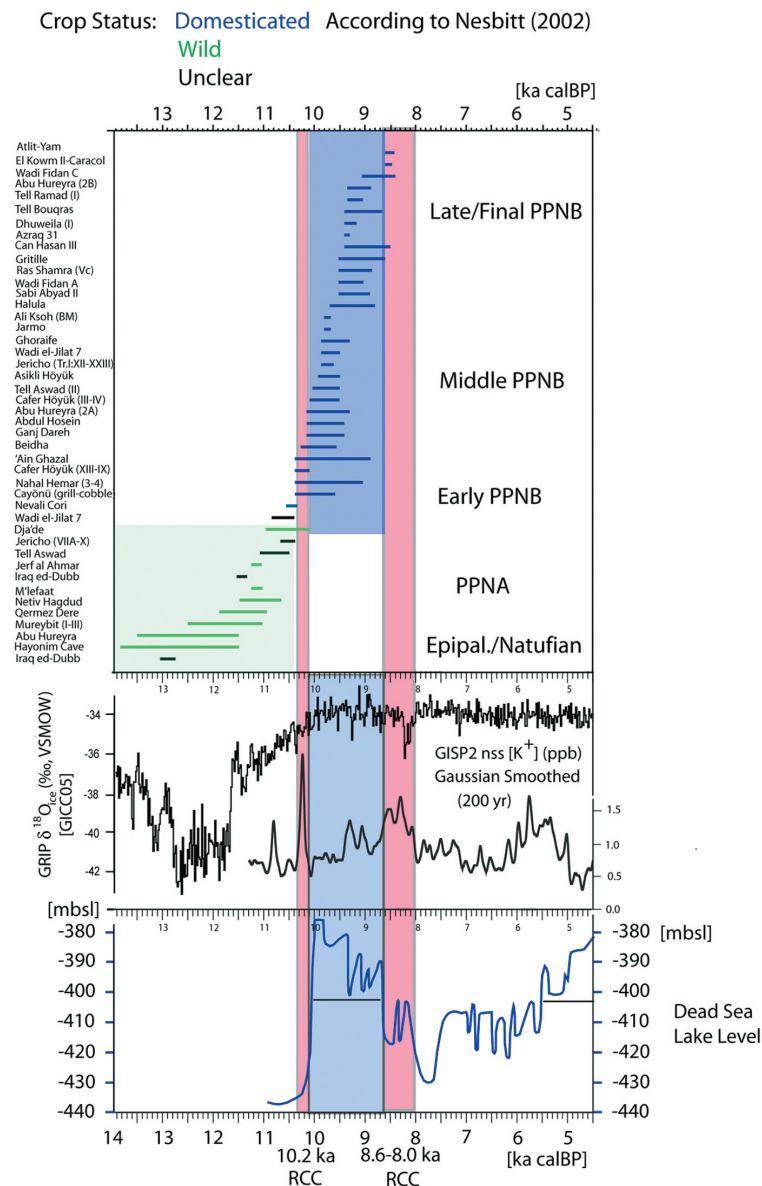 Crop Status: Domesticated According to Nesbitt (2002)
Wild
Unclear
[ka calBP]
13 12 11 10 9 8 7 6 5
Atlit-Yam
El Kowm II-Caracol
Wadi Fidan C
Abu Hureyra (2B)
Tell Ramad (I)
Tell Bouqras
Late/Final PPNB
Dhuweila (I)
Azraq 31
Can Hasan III
Gritille
Ras Shamra (Vc)
Wadi Fidan A
Sabi Abyad II
Halula
Ali Ksoh (BM)
Jarmo
Ghoraife
Wadi el-Jilat 7
Jericho (Tr.I:XII-XXIII)
Asikli Höyük
Middle PPNB
Tell Aswad (II)
Cafer Höyük (III-IV)
Abu Hureyra (2A)
Abdul Hosein
Ganj Dareh
Beidha
'Ain Ghazal
Cafer Höyük (XIII-IX)
Nahal Hemar (3-4)
Cayönü (grill-cobble)
Early PPNB
Nevali Cori
Wadi el-Jilat 7
Dja'de
Jericho (VIIA-X)
Tell Aswad
Jerf al Ahmar
Iraq ed-Dubb
PPNA
M'lefaat
Netiv Hagdud
Qermez Dere
Mureybit (I-III)
Abu Hureyra
Epipal./Natufian
Hayonim Cave
Iraq ed-Dubb
13 12 11 10 9 8 7 6 5
-34
-36
-38
-40
-42
GRIP δ 18O ice (‰, VSMOW)
[GICC05]
GISP2 nss [K+] (ppb)
Gaussian Smoothed
(200 yr)
1.5
1.0
0.5
0.0
[mbsl]
13 12 11 10 9 8 7 6 5
-380 -380 [mbsl]
-390 -390
-400 -400
Dead Sea
-410 -410
Lake Level
-420 -420
-430 -430
-440 -440
14 13 12 11 10 9 8 7 6 5
10.2 ka 8.6-8.0 ka [ka calBP]
RCC RCC